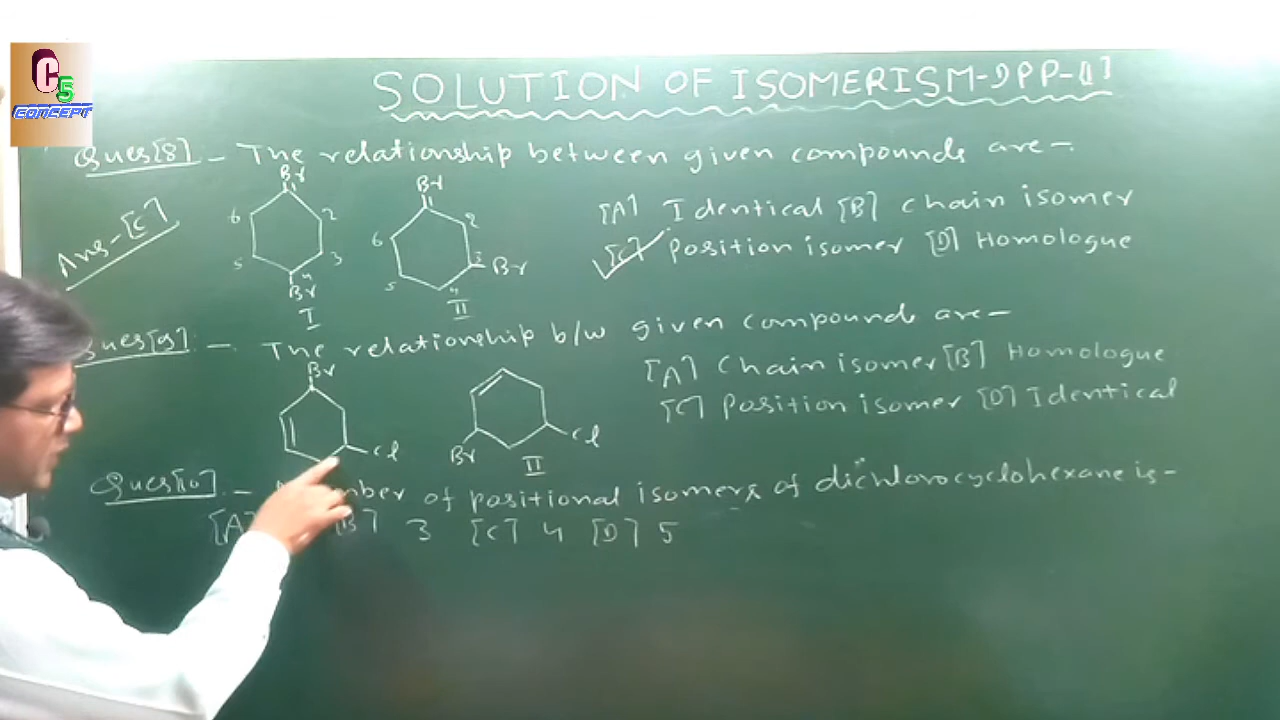 C5
CONCEPT
SOLUTION OF ISOMERISM-DPP-[1]
Ques[8] - The relationship between given compounds are-
Ans-[C]
Br
6 2
5 3
4
Br
I
Br
2
6
3 Br
5 4
II
[A] Identical [B] chain isomer
[C] Position isomer [D] Homologue
Ques[9] - The relationship b/w given compounds are-
Br
Cl
Br
Cl
II
[A] Chain isomer [B] Homologue
[C] Position isomer [D] Identical
Ques[10] - of positional isomers of dichlorocyclohexane is-
[A] [B] 3 [C] 4 [D] 5